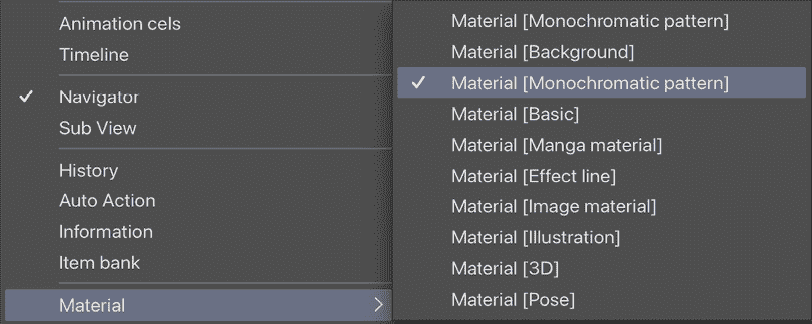 Animation cels
Timeline
Navigator
Sub View
History
Auto Action
Information
Item bank
Material
Material [Monochromatic pattern]
Material [Background]
Material [Monochromatic pattern]
Material [Basic]
Material [Manga material]
Material [Effect line]
Material [Image material]
Material [Illustration]
Material [3D]
Material [Pose]